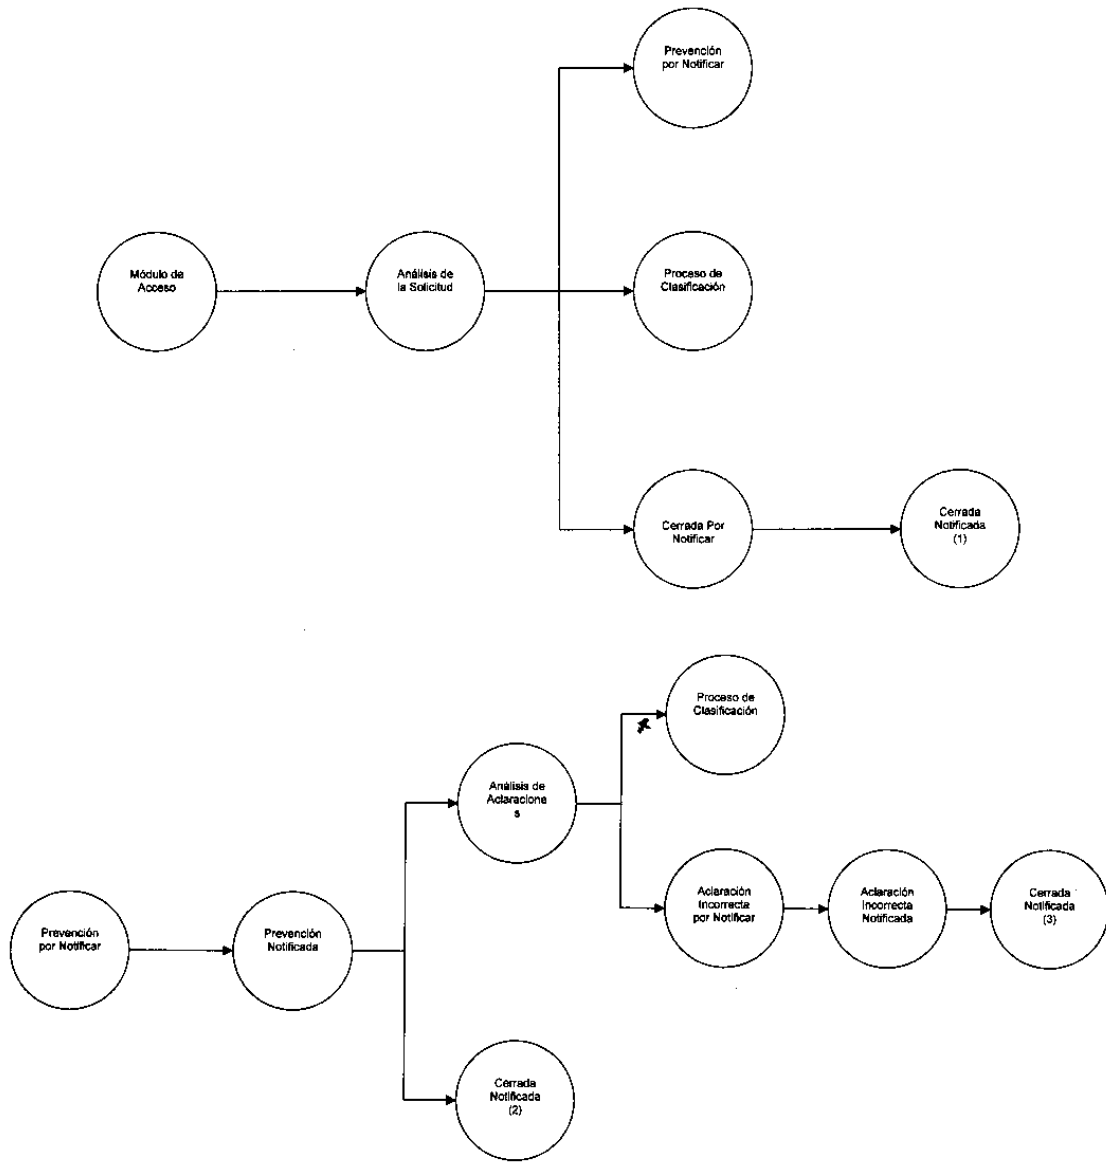 Prevención
por Notificar
Módulo de
Acceso
Análisis de
la Solicitud
Proceso de
Clasificación
Cerrada Por
Notificar
Cerrada
Notificada
(1)
Proceso de
Clasificación
Análisis de
Aclaracione
s
Aclaración
Incorrecta
por Notificar
Aclaración
Incorrecta
Notificada
Cerrada
Notificada
(3)
Prevención
por Notificar
Prevención
Notificada
Cerrada
Notificada
(2)